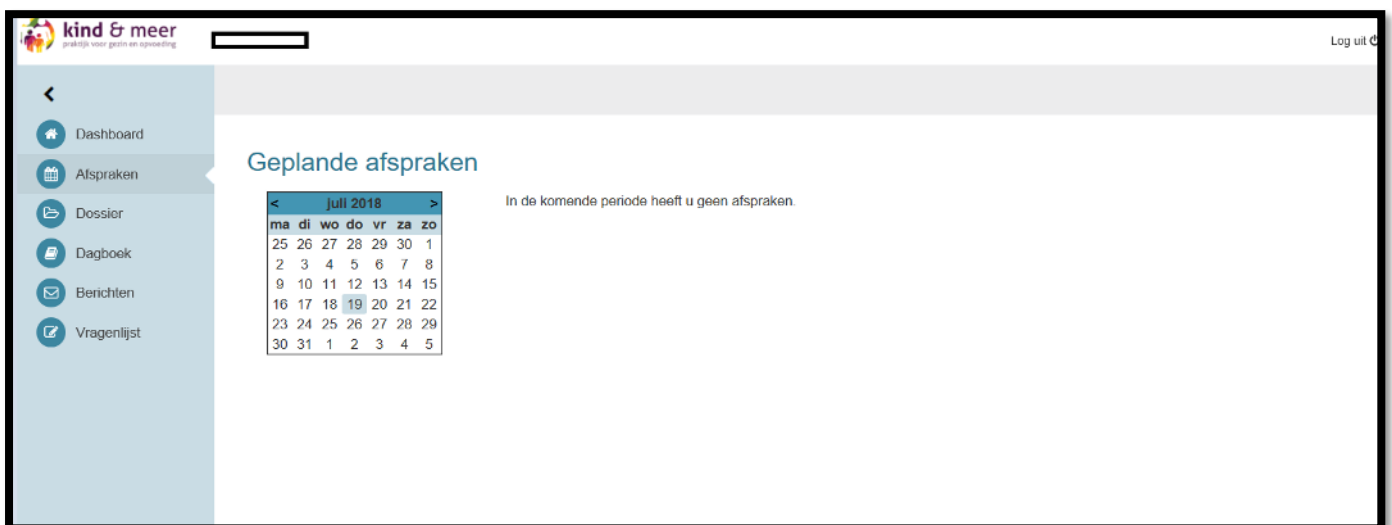 kind & meer
praktijk voor gezin en opvoeding
Log uit
Dashboard
Afspraken
Dossier
Dagboek
Berichten
Vragenlijst
Geplande afspraken
< juli 2018 >
ma di wo do vr za zo
25 26 27 28 29 30 1
2 3 4 5 6 7 8
9 10 11 12 13 14 15
16 17 18 19 20 21 22
23 24 25 26 27 28 29
30 31 1 2 3 4 5
In de komende periode heeft u geen afspraken.